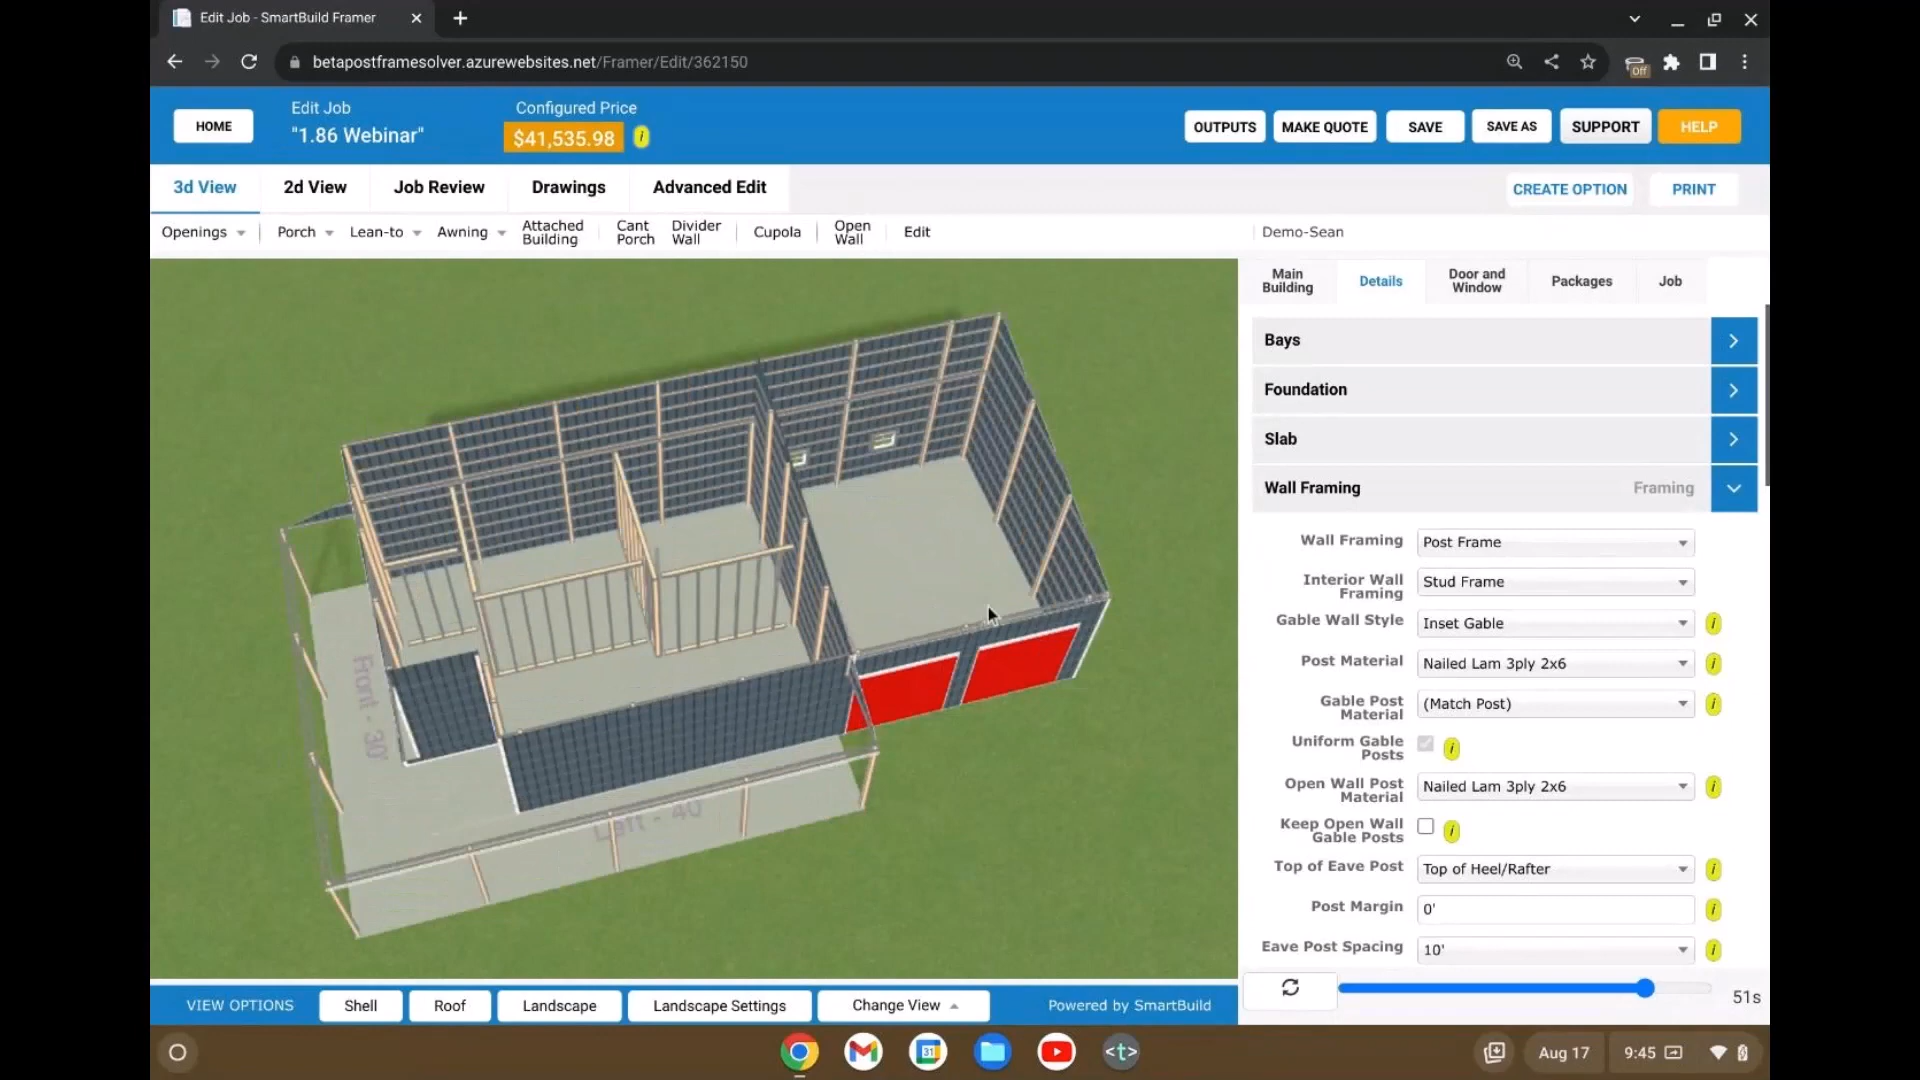 Edit Job - SmartBuild Framer
betapostframesolver.azurewebsites.net/Framer/Edit/362150
Off
HOME
Edit Job
"1.86 Webinar"
Configured Price
$41,535.98
i
OUTPUTS
MAKE QUOTE
SAVE
SAVE AS
SUPPORT
HELP
3d View
2d View
Job Review
Drawings
Advanced Edit
CREATE OPTION
PRINT
Openings
Porch
Lean-to
Awning
Attached
Building
Cant
Porch
Divider
Wall
Cupola
Open
Wall
Edit
Demo-Sean
Main
Building
Details
Door and
Window
Packages
Job
Bays
Foundation
Slab
Wall Framing
Framing
Wall Framing
Post Frame
Interior Wall
Framing
Stud Frame
Gable Wall Style
Inset Gable
i
Post Material
Nailed Lam 3ply 2x6
i
Gable Post
Material
(Match Post)
i
Uniform Gable
Posts
i
Open Wall Post
Material
Nailed Lam 3ply 2x6
i
Keep Open Wall
Gable Posts
i
Top of Eave Post
Top of Heel/Rafter
i
Post Margin
0'
i
Eave Post Spacing
10'
i
51s
Front - 30'
Left - 40'
VIEW OPTIONS
Shell
Roof
Landscape
Landscape Settings
Change View
Powered by SmartBuild
31
<t>
Aug 17
9:45